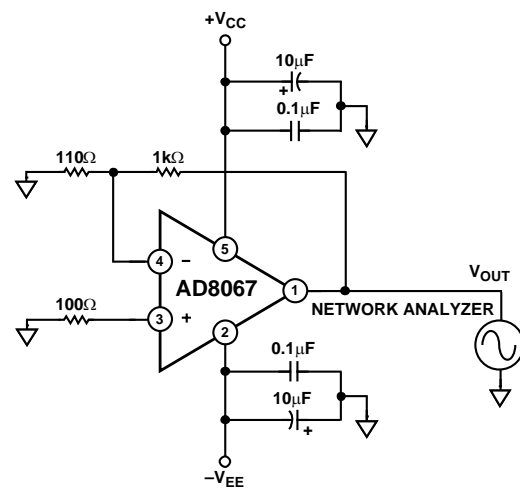 +VCC
10μF
+
0.1μF
110Ω
1kΩ
5
4
–
AD8067
1
VOUT
NETWORK ANALYZER
100Ω
3
+
2
0.1μF
10μF
+
–VEE